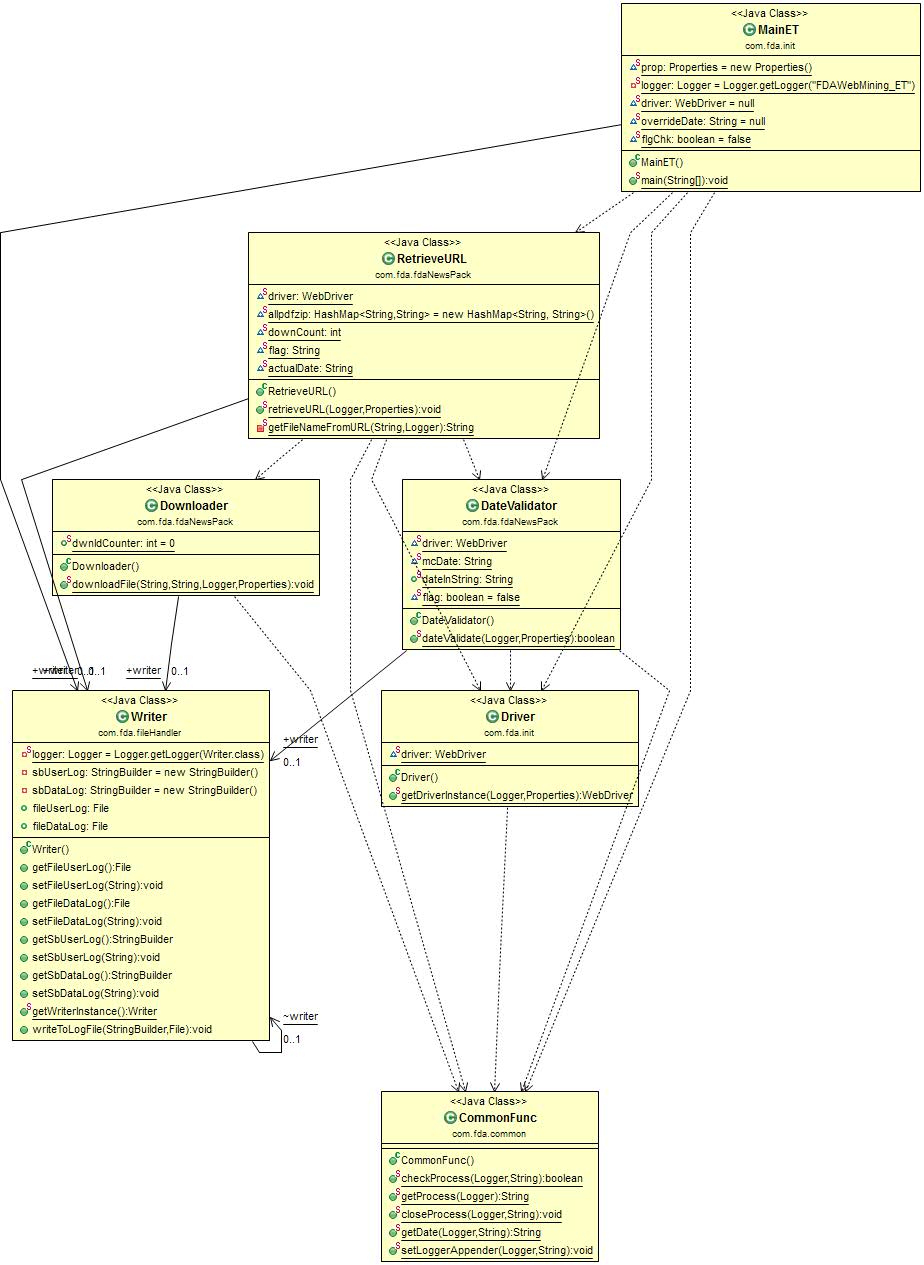 <<Java Class>>
MainET
com.fda.init
prop: Properties = new Properties()
logger: Logger = Logger.getLogger("FDAWebMining_ET")
driver: WebDriver = null
overrideDate: String = null
flgChk: boolean = false
MainET()
main(String[]):void
<<Java Class>>
RetrieveURL
com.fda.fdaNewsPack
driver: WebDriver
allpdfzip: HashMap<String,String> = new HashMap<String, String>()
downCount: int
flag: String
actualDate: String
RetrieveURL()
retrieveURL(Logger,Properties):void
getFileNameFromURL(String,Logger):String
<<Java Class>>
Downloader
com.fda.fdaNewsPack
dwnldCounter: int = 0
Downloader()
downloadFile(String,String,Logger,Properties):void
<<Java Class>>
DateValidator
com.fda.fdaNewsPack
driver: WebDriver
mcDate: String
dateInString: String
flag: boolean = false
DateValidator()
dateValidate(Logger,Properties):boolean
+writer
0..1
+writer
0..1
+writer
0..1
<<Java Class>>
Writer
com.fda.fileHandler
logger: Logger = Logger.getLogger(Writer.class)
sbUserLog: StringBuilder = new StringBuilder()
sbDataLog: StringBuilder = new StringBuilder()
fileUserLog: File
fileDataLog: File
Writer()
getFileUserLog():File
setFileUserLog(String):void
getFileDataLog():File
setFileDataLog(String):void
getSbUserLog():StringBuilder
setSbUserLog(String):void
getSbDataLog():StringBuilder
setSbDataLog(String):void
getWriterInstance():Writer
writeToLogFile(StringBuilder,File):void
+writer
0..1
~writer
0..1
<<Java Class>>
Driver
com.fda.init
driver: WebDriver
Driver()
getDriverInstance(Logger,Properties):WebDriver
<<Java Class>>
CommonFunc
com.fda.common
CommonFunc()
checkProcess(Logger,String):boolean
getProcess(Logger):String
closeProcess(Logger,String):void
getDate(Logger,String):String
setLoggerAppender(Logger,String):void